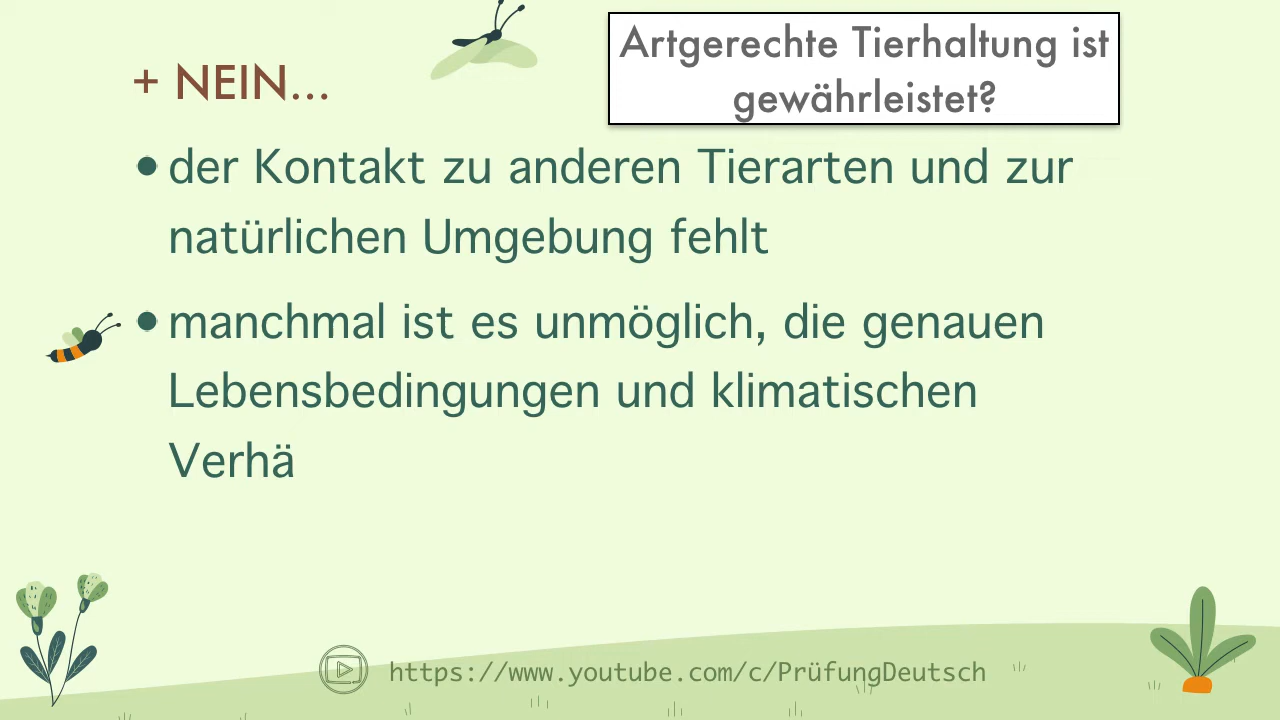 Artgerechte Tierhaltung ist
gewährleistet?
+ NEIN...
• der Kontakt zu anderen Tierarten und zur
natürlichen Umgebung fehlt
• manchmal ist es unmöglich, die genauen
Lebensbedingungen und klimatischen
Verhä
https://www.youtube.com/c/PrüfungDeutsch